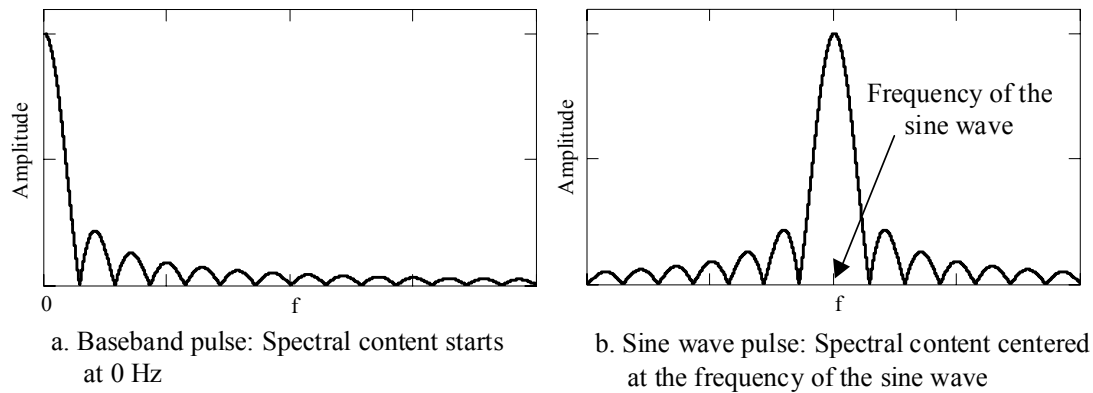 Amplitude
0
f
a. Baseband pulse: Spectral content starts
at 0 Hz
Amplitude
Frequency of the
sine wave
f
b. Sine wave pulse: Spectral content centered
at the frequency of the sine wave